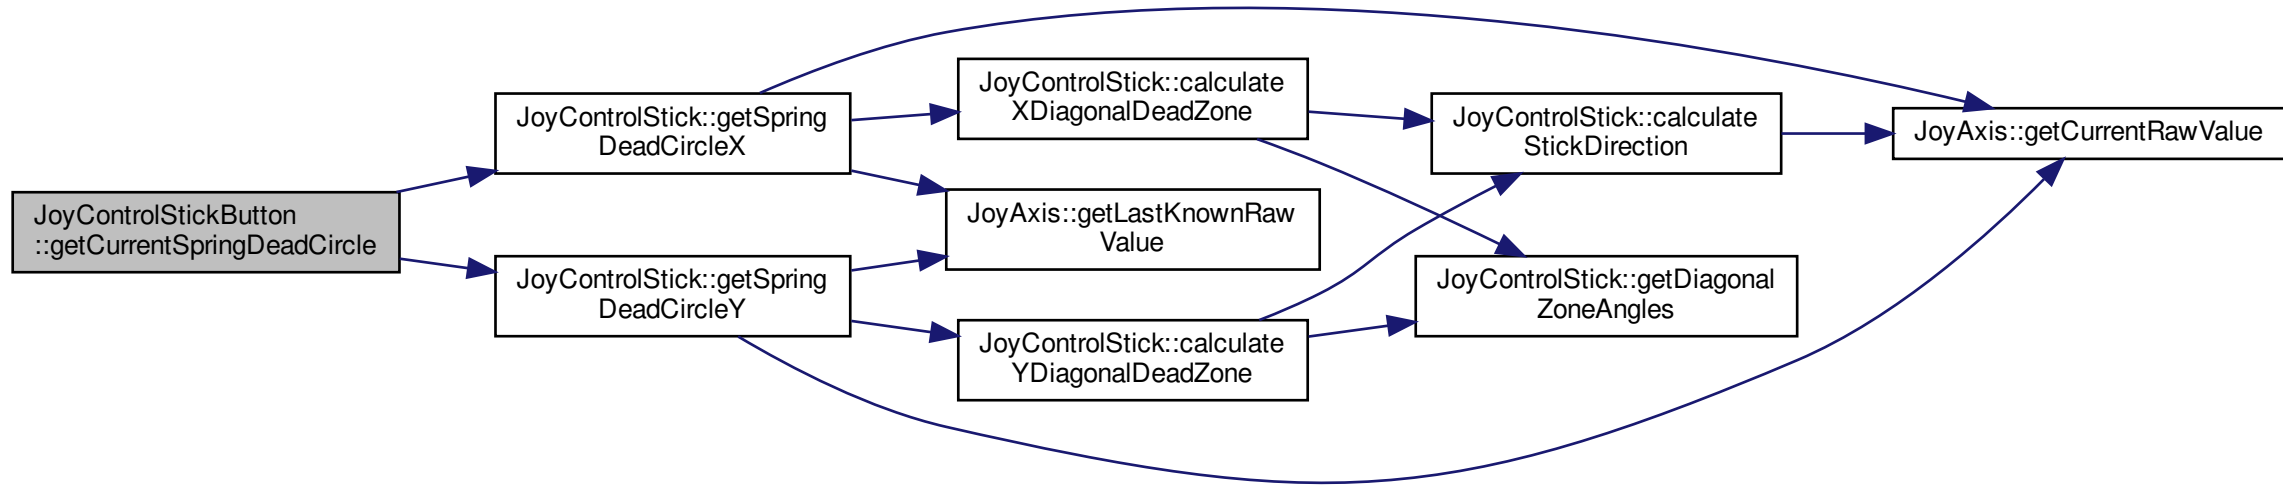 JoyControlStickButton
::getCurrentSpringDeadCircle
JoyControlStick::getSpring
DeadCircleX
JoyControlStick::getSpring
DeadCircleY
JoyControlStick::calculate
XDiagonalDeadZone
JoyAxis::getLastKnownRaw
Value
JoyControlStick::calculate
YDiagonalDeadZone
JoyControlStick::calculate
StickDirection
JoyControlStick::getDiagonal
ZoneAngles
JoyAxis::getCurrentRawValue